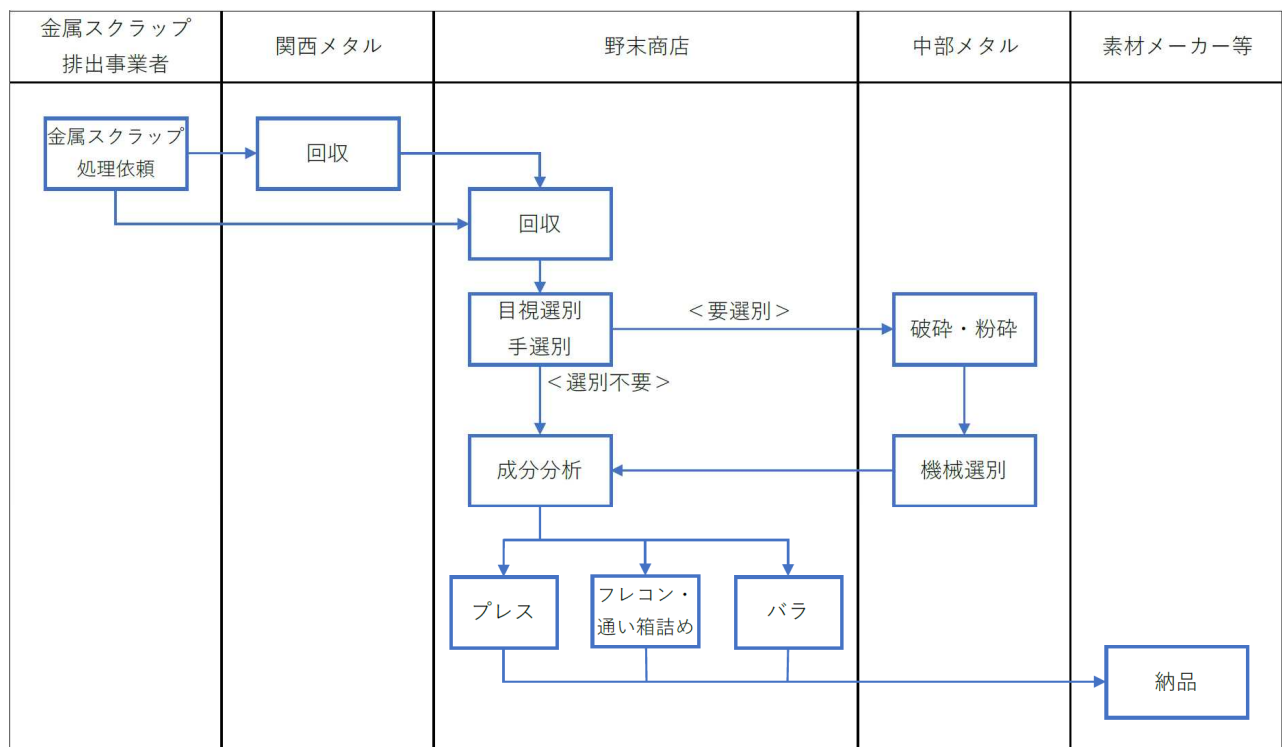 金属スクラップ
排出事業者
関西メタル
野末商店
中部メタル
素材メーカー等
金属スクラップ
処理依頼
回収
回収
目視選別
手選別
＜要選別＞
破砕・粉砕
＜選別不要＞
成分分析
機械選別
プレス
フレコン・
通い箱詰め
バラ
納品